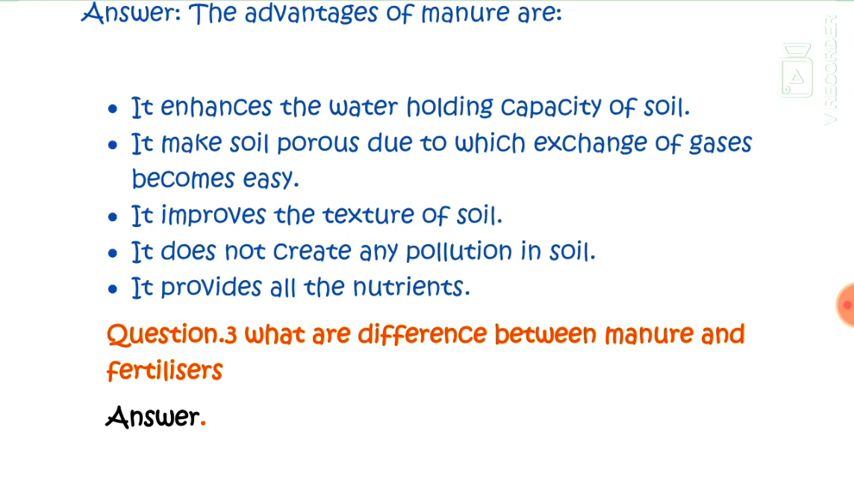 Answer: The advantages of manure are:
• It enhances the water holding capacity of soil.
• It make soil porous due to which exchange of gases
becomes easy.
• It improves the texture of soil.
• It does not create any pollution in soil.
• It provides all the nutrients.
Question.3 what are difference between manure and
fertilisers
Answer.
V RECORDER